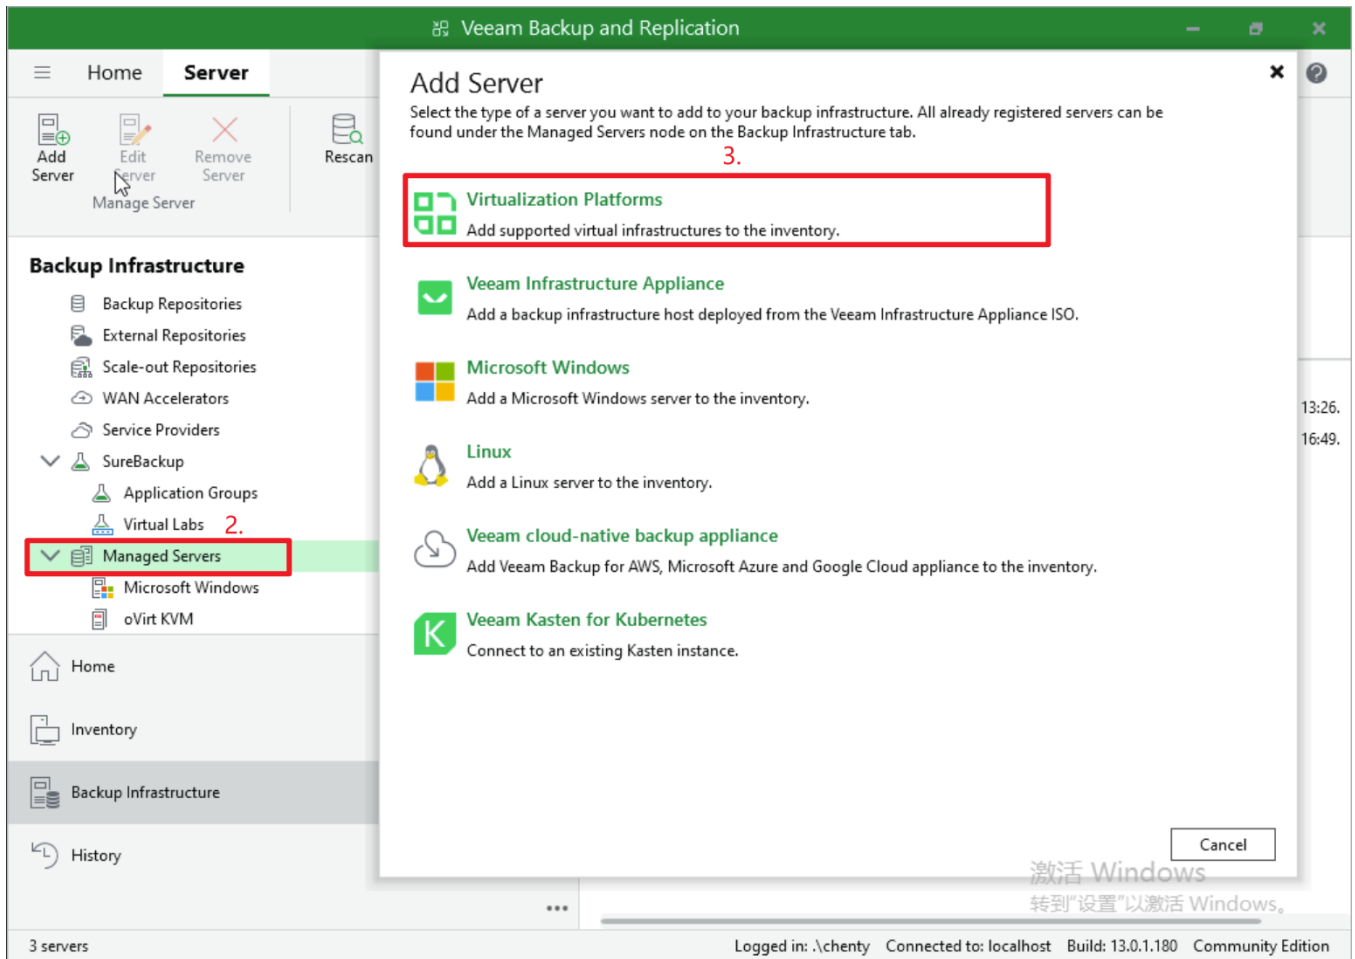 Veeam Backup and Replication
Home
Server
Add Server
Edit Server
Remove Server
Rescan
Manage Server
Backup Infrastructure
Backup Repositories
External Repositories
Scale-out Repositories
WAN Accelerators
Service Providers
SureBackup
Application Groups
Virtual Labs
2.
Managed Servers
Microsoft Windows
oVirt KVM
Home
Inventory
Backup Infrastructure
History
Add Server
Select the type of a server you want to add to your backup infrastructure. All already registered servers can be
found under the Managed Servers node on the Backup Infrastructure tab.
3.
Virtualization Platforms
Add supported virtual infrastructures to the inventory.
Veeam Infrastructure Appliance
Add a backup infrastructure host deployed from the Veeam Infrastructure Appliance ISO.
Microsoft Windows
Add a Microsoft Windows server to the inventory.
Linux
Add a Linux server to the inventory.
Veeam cloud-native backup appliance
Add Veeam Backup for AWS, Microsoft Azure and Google Cloud appliance to the inventory.
Veeam Kasten for Kubernetes
Connect to an existing Kasten instance.
Cancel
13:26.
16:49.
激活 Windows
转到"设置"以激活 Windows。
3 servers
Logged in: .\chenty
Connected to: localhost
Build: 13.0.1.180
Community Edition